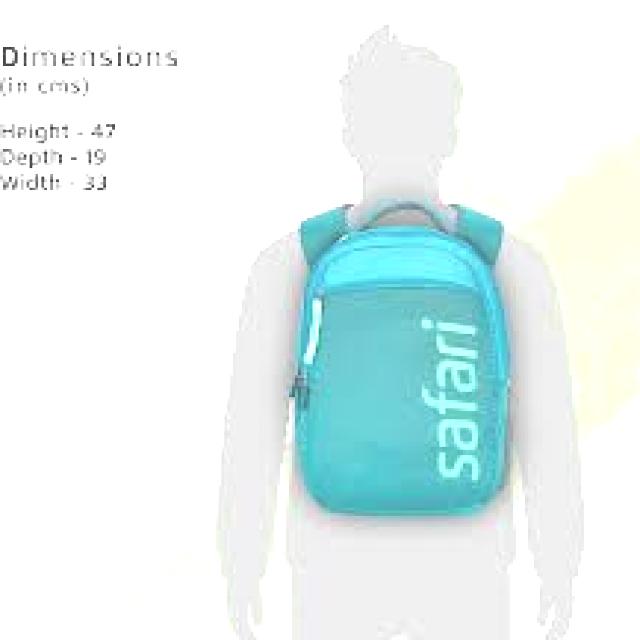 Dimensions
(in cms)
Height - 47
Depth - 19
Width - 33
safari